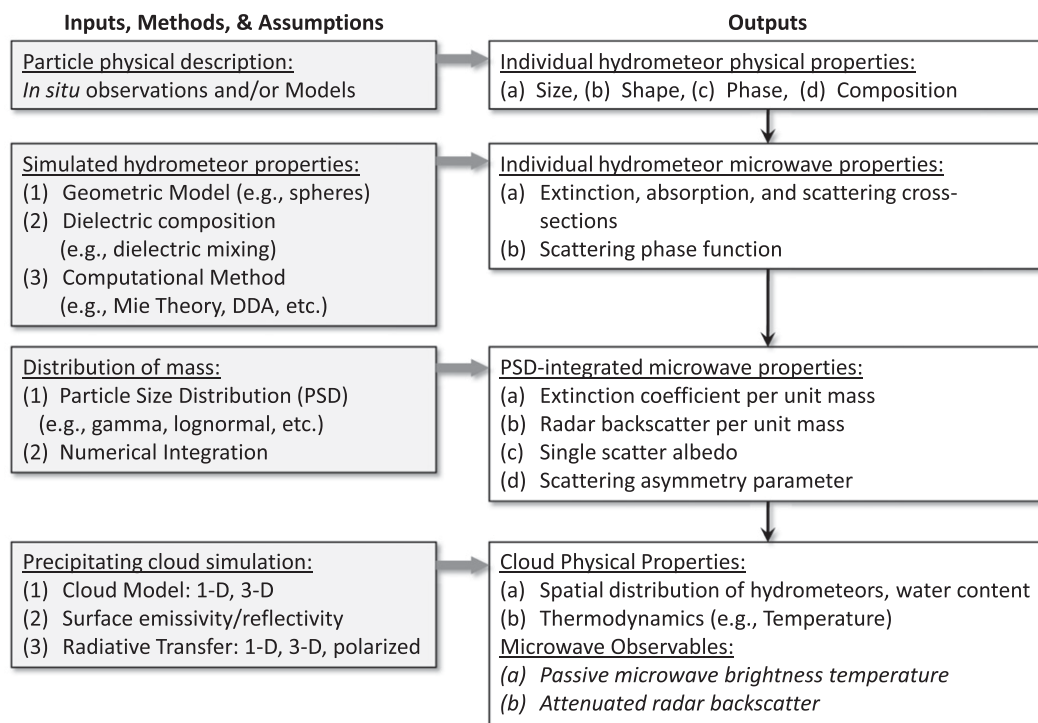 Inputs, Methods, & Assumptions
Outputs
Particle physical description:
In situ observations and/or Models
Individual hydrometeor physical properties:
(a) Size, (b) Shape, (c) Phase, (d) Composition
Simulated hydrometeor properties:
(1) Geometric Model (e.g., spheres)
(2) Dielectric composition
(e.g., dielectric mixing)
(3) Computational Method
(e.g., Mie Theory, DDA, etc.)
Individual hydrometeor microwave properties:
(a) Extinction, absorption, and scattering cross-
sections
(b) Scattering phase function
Distribution of mass:
(1) Particle Size Distribution (PSD)
(e.g., gamma, lognormal, etc.)
(2) Numerical Integration
PSD-integrated microwave properties:
(a) Extinction coefficient per unit mass
(b) Radar backscatter per unit mass
(c) Single scatter albedo
(d) Scattering asymmetry parameter
Precipitating cloud simulation:
(1) Cloud Model: 1-D, 3-D
(2) Surface emissivity/reflectivity
(3) Radiative Transfer: 1-D, 3-D, polarized
Cloud Physical Properties:
(a) Spatial distribution of hydrometeors, water content
(b) Thermodynamics (e.g., Temperature)
Microwave Observables:
(a) Passive microwave brightness temperature
(b) Attenuated radar backscatter